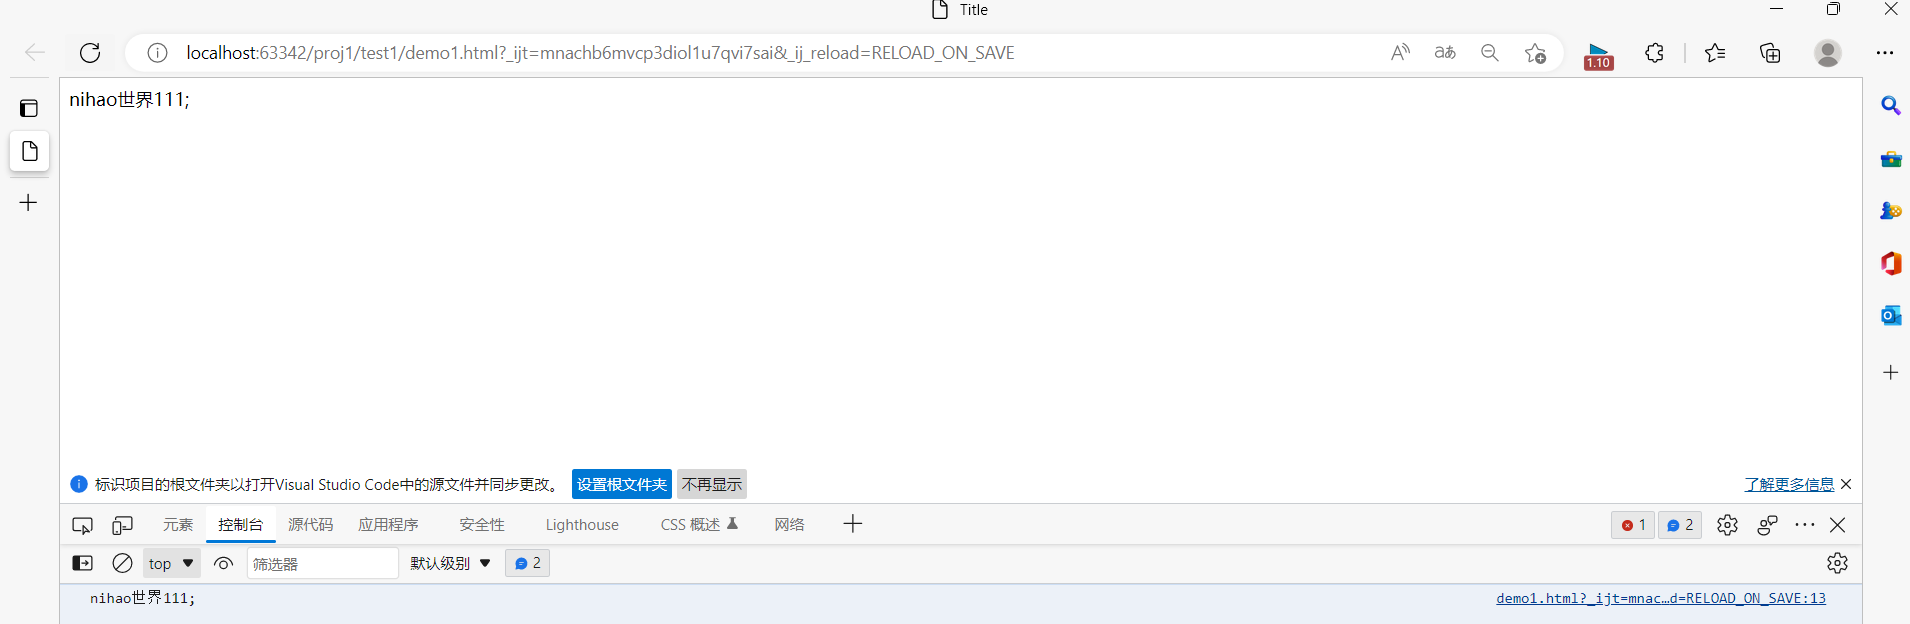 Title
localhost:63342/proj1/test1/demo1.html?_ijt=mnachb6mvcp3diol1u7qvi7sai&_ij_reload=RELOAD_ON_SAVE
A
aあ
1.10
nihao世界111;
标识项目的根文件夹以打开Visual Studio Code中的源文件并同步更改。 设置根文件夹 不再显示 了解更多信息
元素 控制台 源代码 应用程序 安全性 Lighthouse CSS 概述 网络 1 2
top 筛选器 默认级别 2
nihao世界111; demo1.html?_ijt=mnac…d=RELOAD_ON_SAVE:13